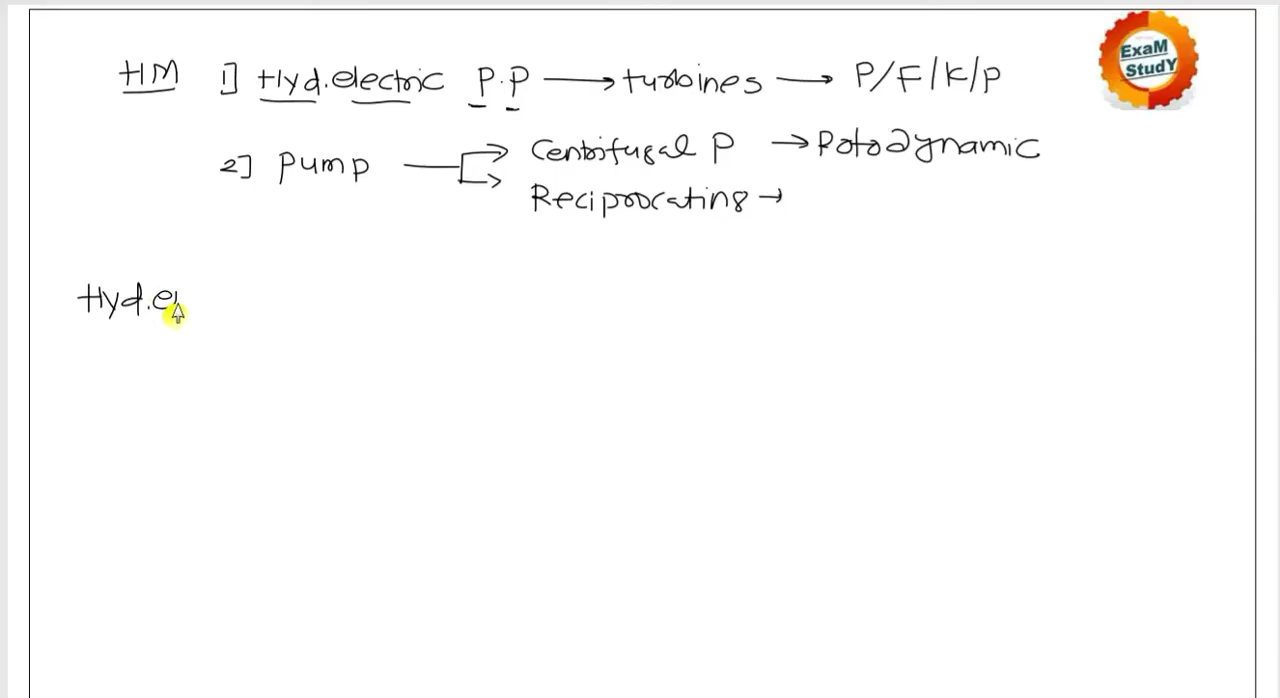 HM 1] Hyd.electric P.P → turbines → P/F/K/P
2] Pump → Centrifugal P → Rotodynamic
→ Reciprocating →
Hyd.el
ExaM
StudY